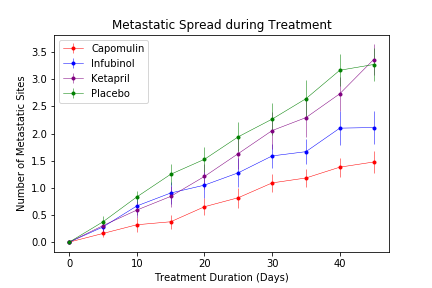 Metastatic Spread during Treatment
Capomulin
Infubinol
Ketapril
Placebo
Number of Metastatic Sites
3.5
3.0
2.5
2.0
1.5
1.0
0.5
0.0
0 10 20 30 40
Treatment Duration (Days)